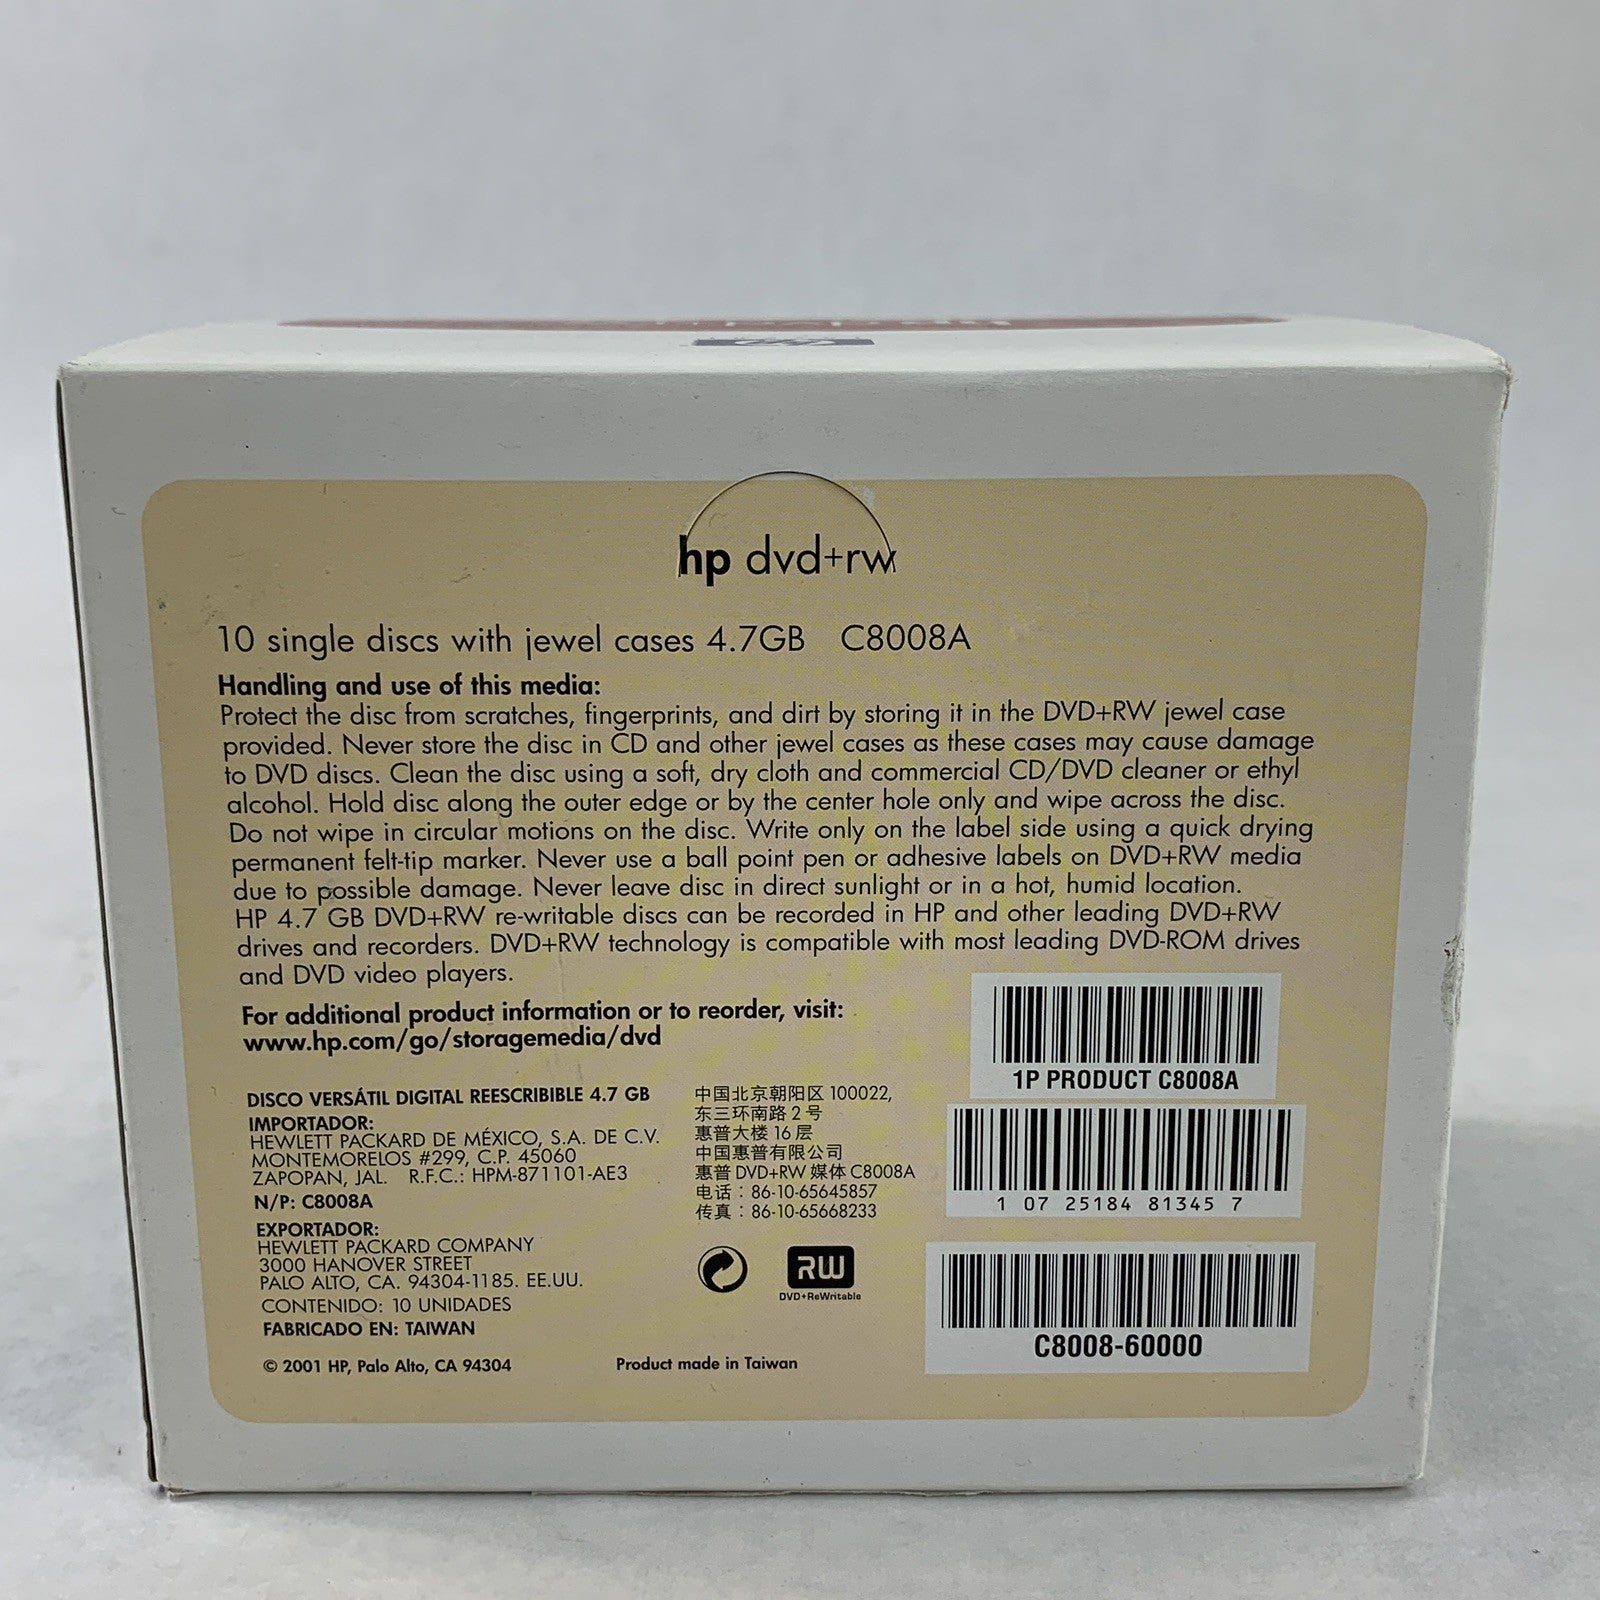 hp dvd+rw
10 single discs with jewel cases 4.7GB C8008A
Handling and use of this media:
Protect the disc from scratches, fingerprints, and dirt by storing it in the DVD+RW jewel case
provided. Never store the disc in CD and other jewel cases as these cases may cause damage
to DVD discs. Clean the disc using a soft, dry cloth and commercial CD/DVD cleaner or ethyl
alcohol. Hold disc along the outer edge or by the center hole only and wipe across the disc.
Do not wipe in circular motions on the disc. Write only on the label side using a quick drying
permanent felt-tip marker. Never use a ball point pen or adhesive labels on DVD+RW media
due to possible damage. Never leave disc in direct sunlight or in a hot, humid location.
HP 4.7 GB DVD+RW re-writable discs can be recorded in HP and other leading DVD+RW
drives and recorders. DVD+RW technology is compatible with most leading DVD-ROM drives
and DVD video players.
For additional product information or to reorder, visit:
www.hp.com/go/storagemedia/dvd
DISCO VERSÁTIL DIGITAL REESCRIBIBLE 4.7 GB
IMPORTADOR:
HEWLETT PACKARD DE MÉXICO, S.A. DE C.V.
MONTEMORELOS #299, C.P. 45060
ZAPOPAN, JAL. R.F.C.: HPM-871101-AE3
N/P: C8008A
EXPORTADOR:
HEWLETT PACKARD COMPANY
3000 HANOVER STREET
PALO ALTO, CA. 94304-1185. EE.UU.
CONTENIDO: 10 UNIDADES
FABRICADO EN: TAIWAN
© 2001 HP, Palo Alto, CA 94304
中国北京朝阳区 100022,
东三环南路 2 号
惠普大楼 16 层
中国惠普有限公司
惠普 DVD+RW 媒体 C8008A
电话：86-10-65645857
传真：86-10-65668233
RW
DVD+ReWritable
Product made in Taiwan
1P PRODUCT C8008A
1 07 25184 81345 7
C8008-60000